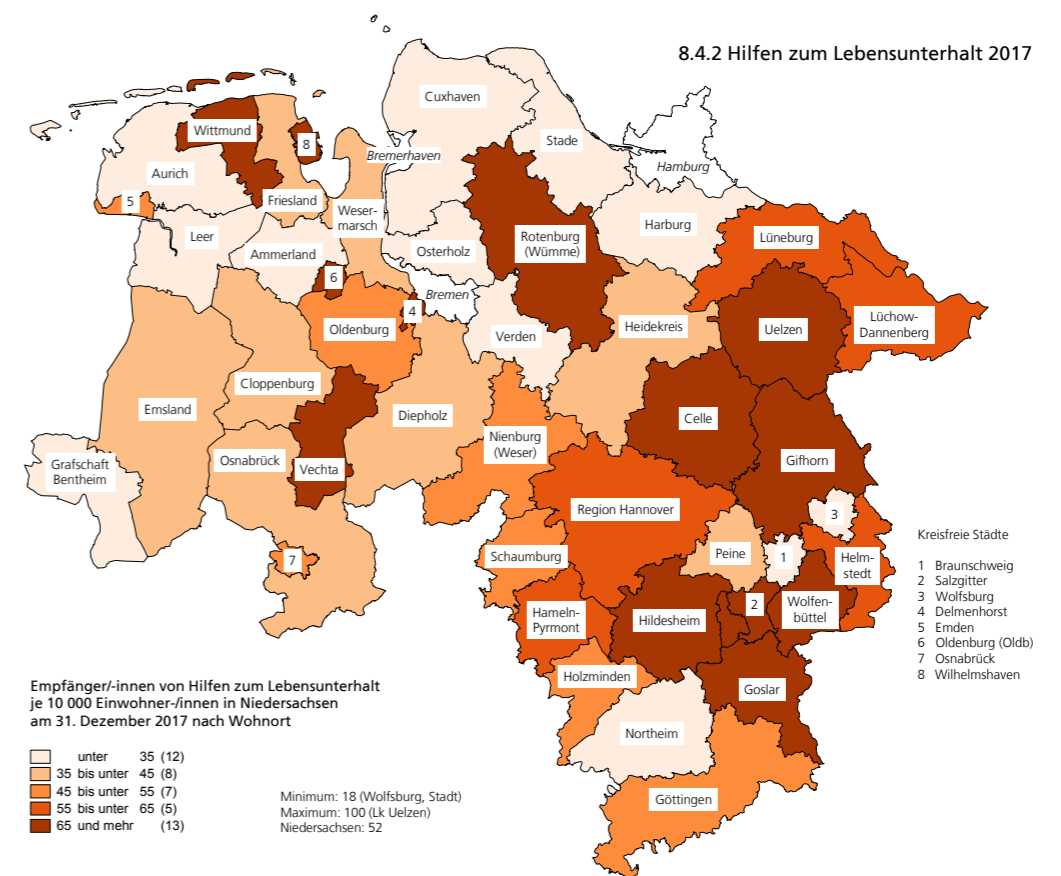 8.4.2 Hilfen zum Lebensunterhalt 2017
Cuxhaven
Wittmund
8
Stade
Bremerhaven
Hamburg
Aurich
5
Friesland
Weser-
marsch
Leer
Ammerland
Osterholz
Rotenburg
(Wümme)
Harburg
Lüneburg
6
Bremen
4
Oldenburg
Verden
Heidekreis
Uelzen
Lüchow-
Dannenberg
Cloppenburg
Emsland
Diepholz
Celle
Nienburg
(Weser)
Grafschaft
Bentheim
Osnabrück
Vechta
Gifhorn
Region Hannover
3
Schaumburg
7
Peine
1
Helm-
stedt
Hameln-
Pyrmont
Hildesheim
2
Wolfen-
büttel
Holzminden
Goslar
Northeim
Göttingen
Kreisfreie Städte
1 Braunschweig
2 Salzgitter
3 Wolfsburg
4 Delmenhorst
5 Emden
6 Oldenburg (Oldb)
7 Osnabrück
8 Wilhelmshaven
Empfänger/-innen von Hilfen zum Lebensunterhalt
je 10 000 Einwohner-/innen in Niedersachsen
am 31. Dezember 2017 nach Wohnort
unter 35 (12)
35 bis unter 45 (8)
45 bis unter 55 (7)
55 bis unter 65 (5)
65 und mehr (13)
Minimum: 18 (Wolfsburg, Stadt)
Maximum: 100 (Lk Uelzen)
Niedersachsen: 52